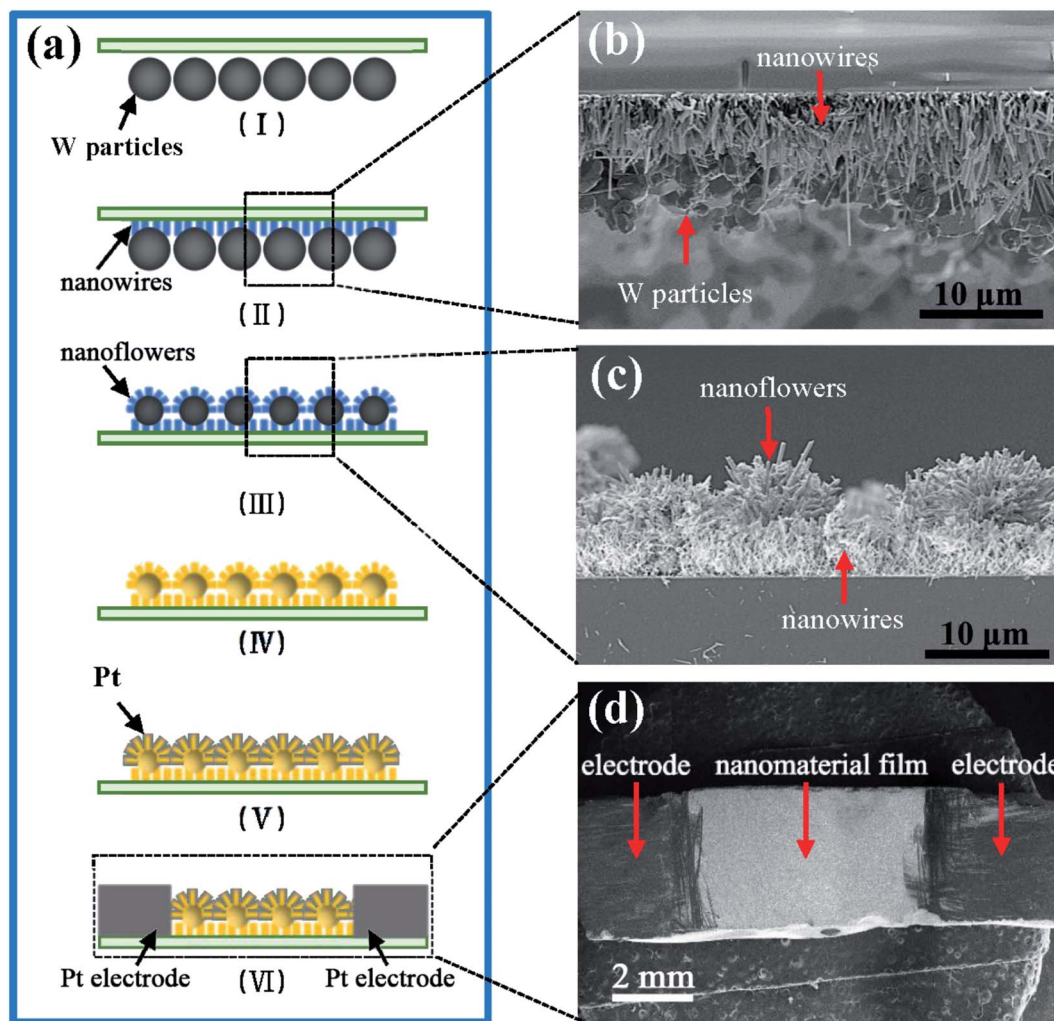 (a)
W particles
(Ⅰ)
nanowires
(Ⅱ)
nanoflowers
(Ⅲ)
(Ⅳ)
Pt
(Ⅴ)
Pt electrode
Pt electrode
(Ⅵ)
(b)
nanowires
W particles
10 μm
(c)
nanoflowers
nanowires
10 μm
(d)
electrode nanomaterial film electrode
2 mm